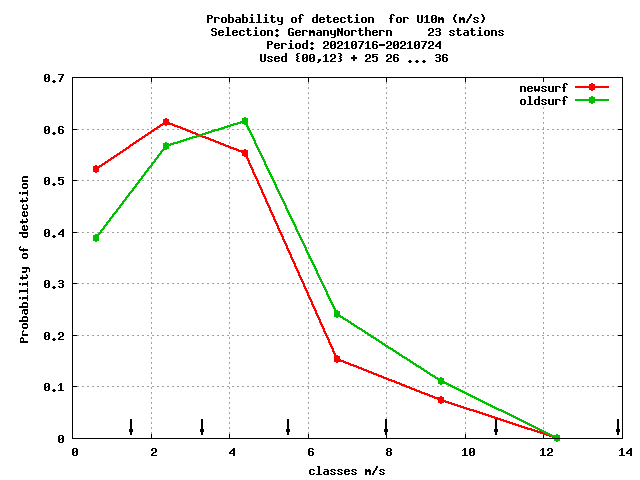 Probability of detection  for U10m (m/s)
Selection: GermanyNorthern     23 stations
Period: 20210716-20210724
Used {00,12} + 25 26 ... 36
newsurf
oldsurf
0.7
0.6
0.5
0.4
0.3
0.2
0.1
0
Probability of detection
0 2 4 6 8 10 12 14
classes m/s